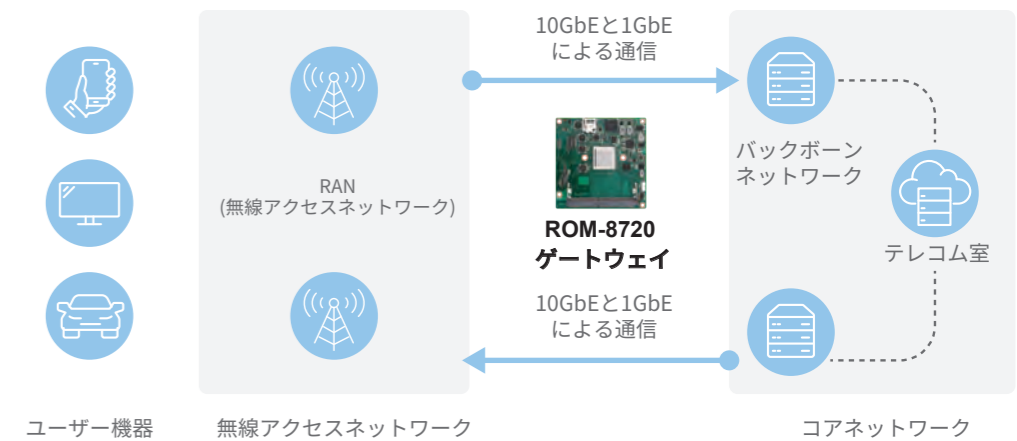 10GbEと1GbE
による通信
RAN
(無線アクセスネットワーク)
バックボーン
ネットワーク
ROM-8720
ゲートウェイ
テレコム室
10GbEと1GbE
による通信
ユーザー機器
無線アクセスネットワーク
コアネットワーク